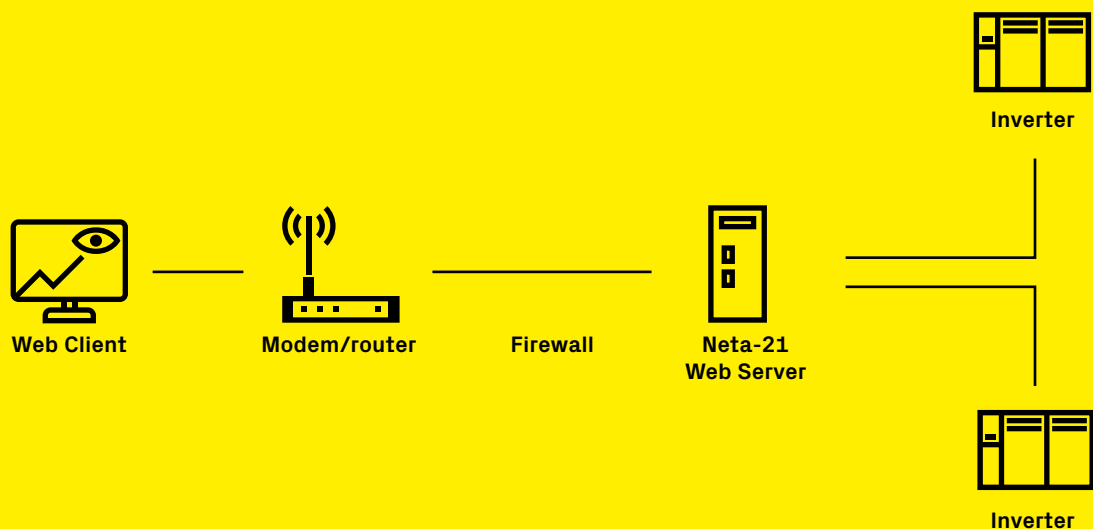 Inverter
Web Client
Modem/router
Firewall
Neta-21
Web Server
Inverter